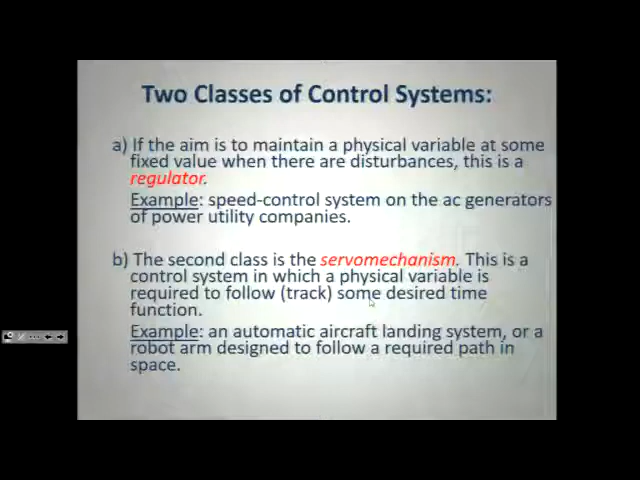 Two Classes of Control Systems:
a) If the aim is to maintain a physical variable at some
fixed value when there are disturbances, this is a
regulator.
Example: speed-control system on the ac generators
of power utility companies.
b) The second class is the servomechanism. This is a
control system in which a physical variable is
required to follow (track) some desired time
function.
Example: an automatic aircraft landing system, or a
robot arm designed to follow a required path in
space.